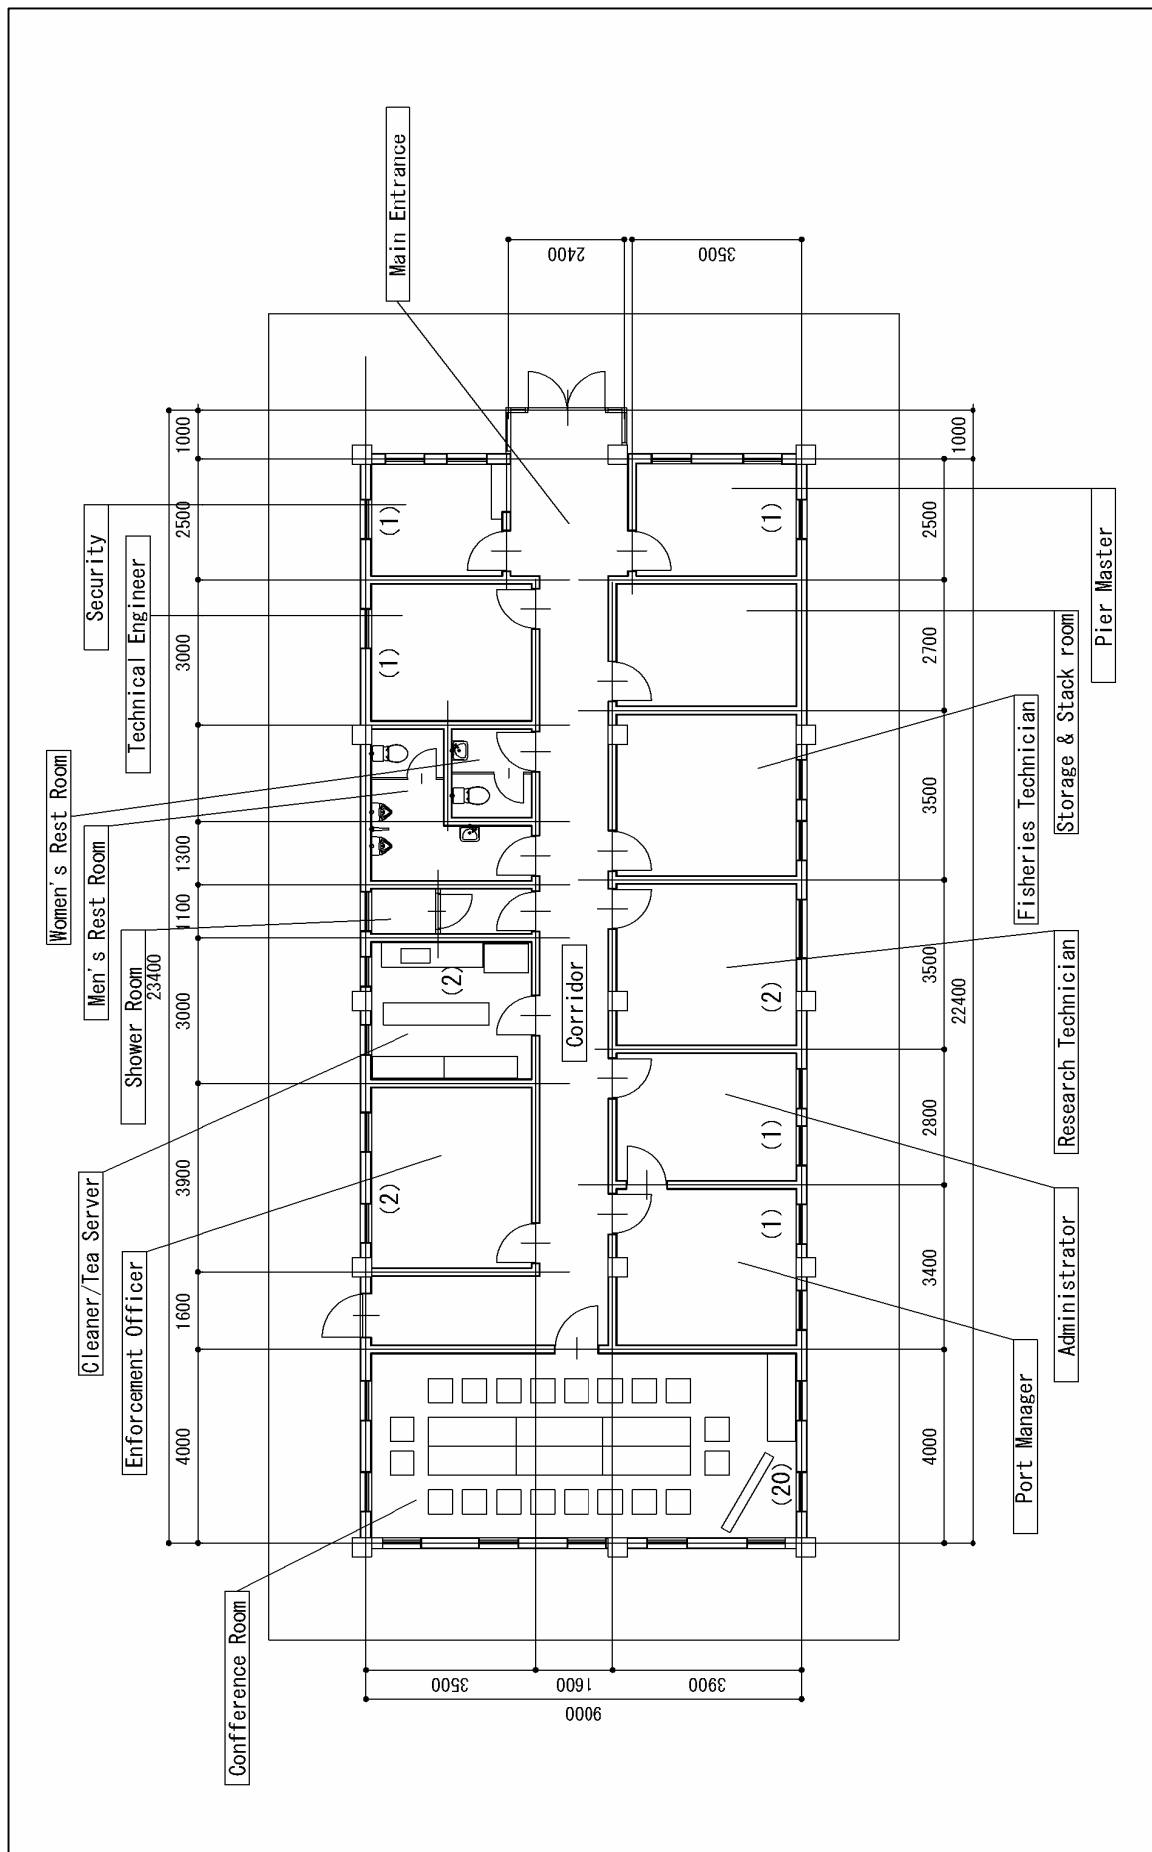 Women's Rest Room
Cleaner/Tea Server
Men's Rest Room
Security
Enforcement Officer
Shower Room
Technical Engineer
23400
4000
1600
3900
3000
1100
1300
3000
2500
1000
Confference Room
Main Entrance
(2)
(1)
(1)
(2)
3500
1600
3900
9000
Corridor
2400
3500
(20)
(1)
(1)
(2)
(1)
4000
3400
2800
3500
3500
2700
2500
1000
22400
Port Manager
Fisheries Technician
Administrator
Research Technician
Storage & Stack room
Pier Master